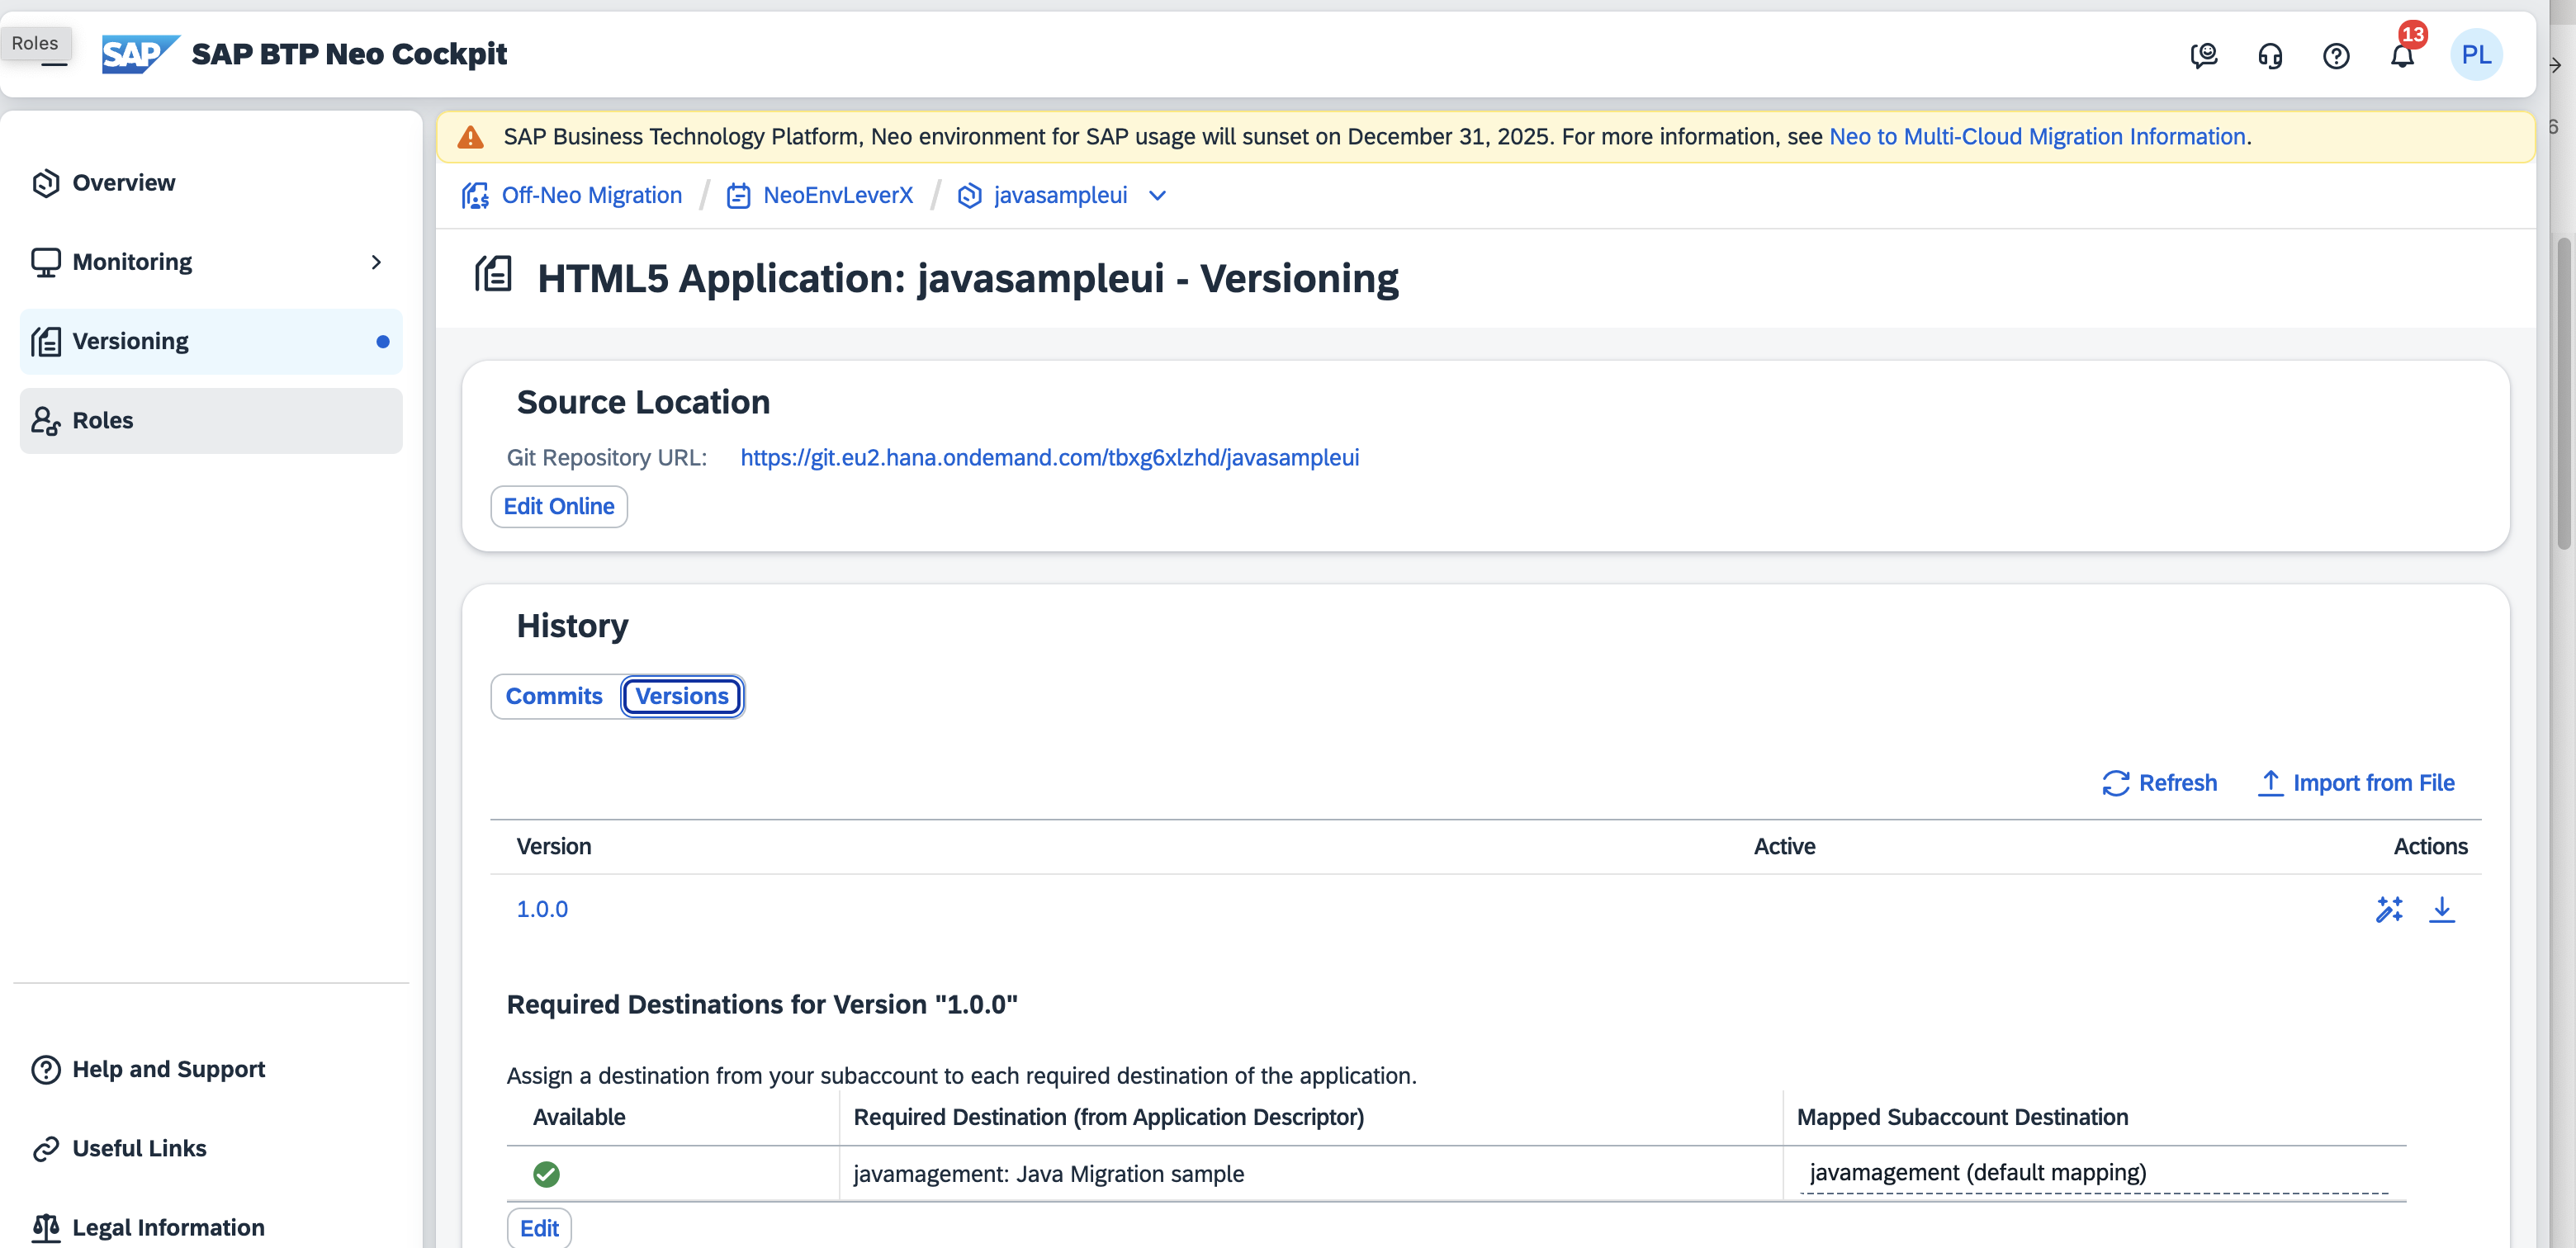 Roles
SAP SAP BTP Neo Cockpit
13
PL
6
SAP Business Technology Platform, Neo environment for SAP usage will sunset on December 31, 2025. For more information, see Neo to Multi-Cloud Migration Information.
Off-Neo Migration / NeoEnvLeverX / javasampleui
Overview
Monitoring
Versioning
Roles
Help and Support
Useful Links
Legal Information
HTML5 Application: javasampleui - Versioning
Source Location
Git Repository URL: https://git.eu2.hana.ondemand.com/tbxg6xlzhd/javasampleui
Edit Online
History
Commits Versions
Refresh Import from File
Version Active Actions
1.0.0
Required Destinations for Version "1.0.0"
Assign a destination from your subaccount to each required destination of the application.
Available Required Destination (from Application Descriptor) Mapped Subaccount Destination
javamagement: Java Migration sample javamagement (default mapping)
Edit